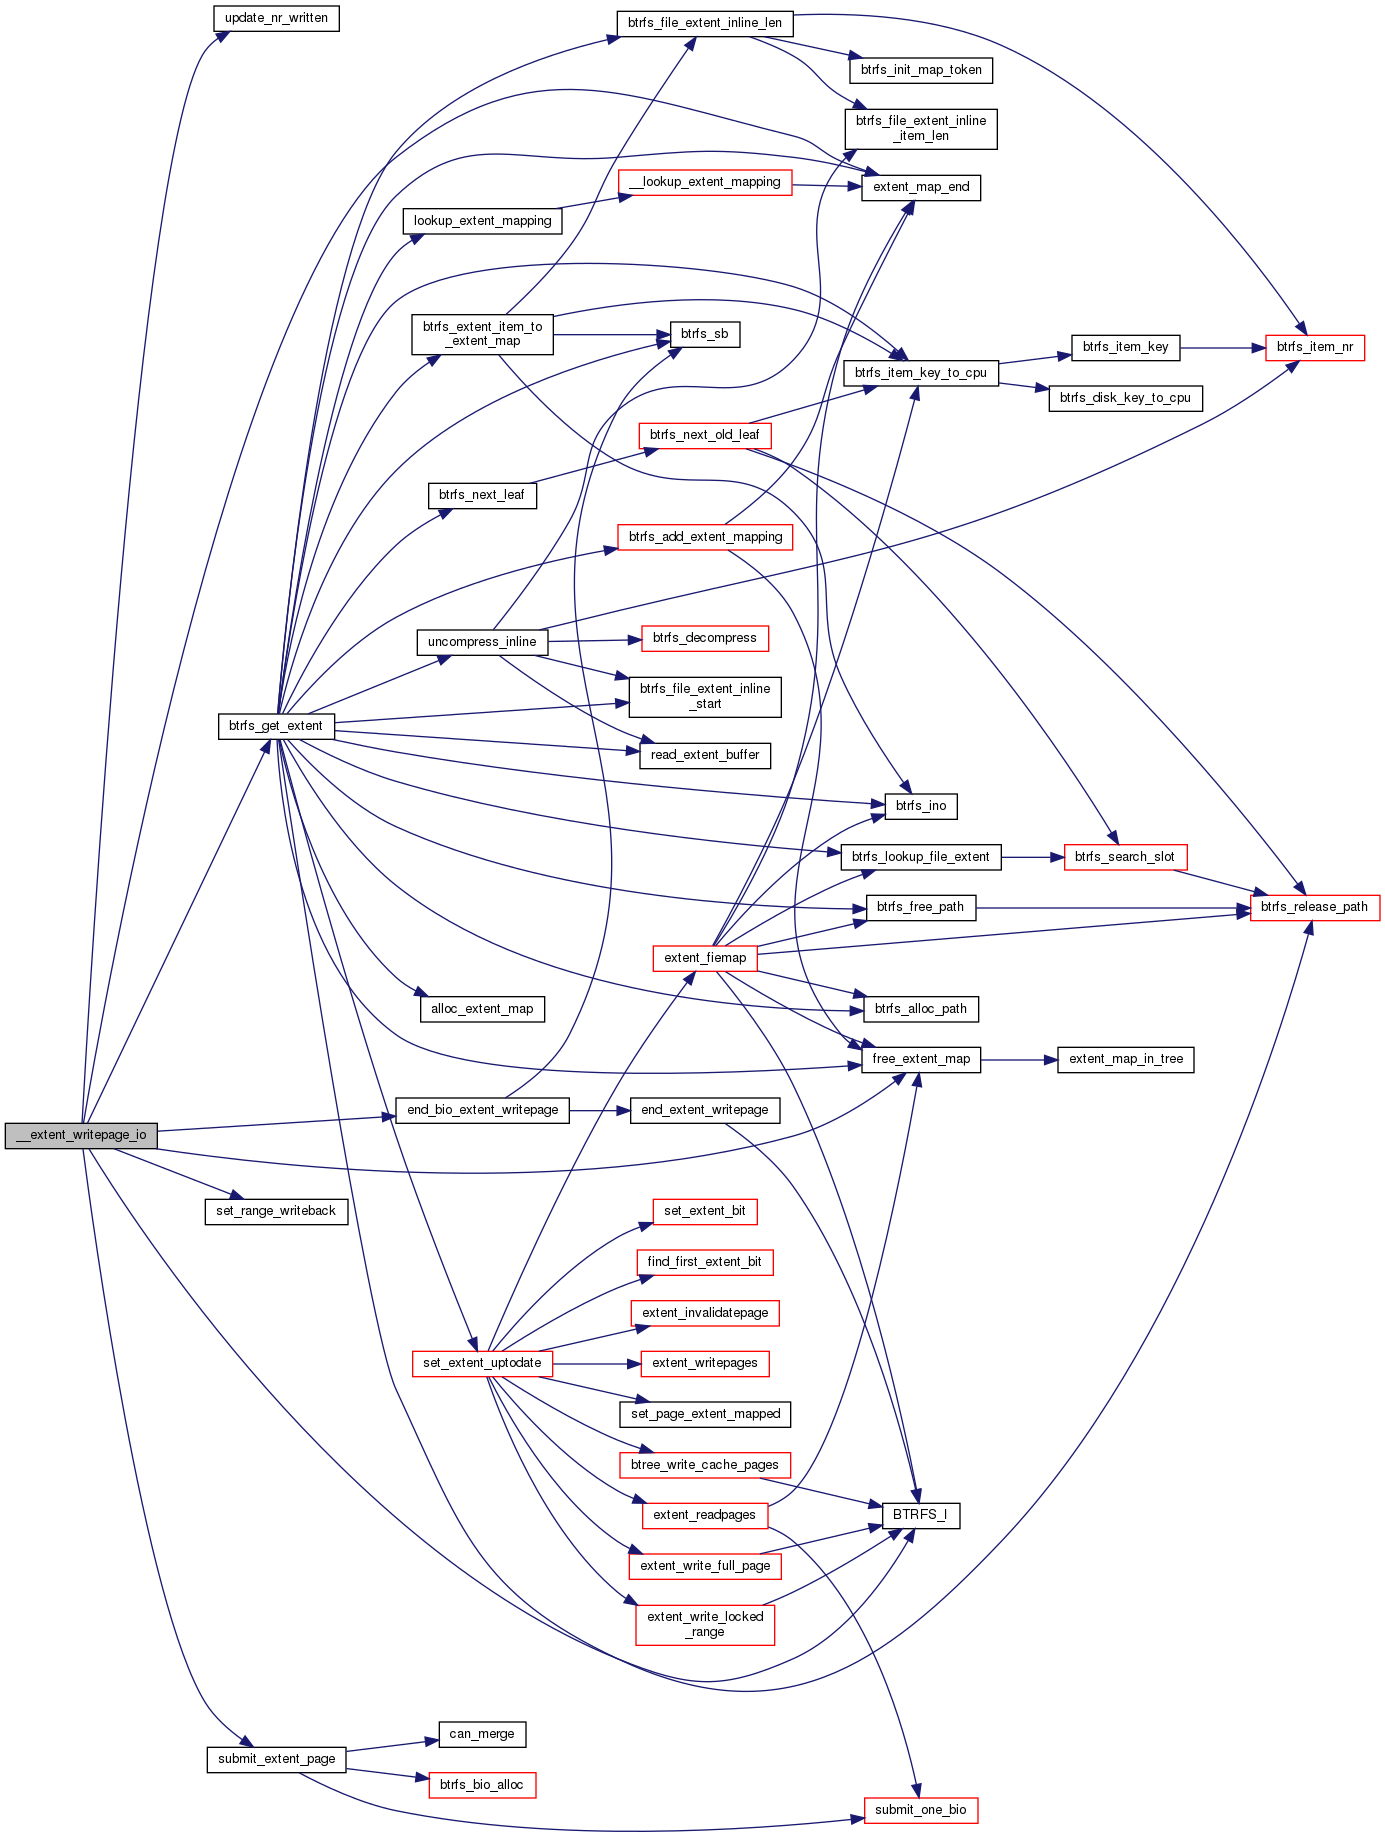 update_nr_written
btrfs_file_extent_inline_len
btrfs_init_map_token
btrfs_file_extent_inline
_item_len
__lookup_extent_mapping
extent_map_end
lookup_extent_mapping
btrfs_extent_item_to
_extent_map
btrfs_sb
btrfs_item_key
btrfs_item_nr
btrfs_item_key_to_cpu
btrfs_disk_key_to_cpu
btrfs_next_old_leaf
btrfs_next_leaf
btrfs_add_extent_mapping
uncompress_inline
btrfs_decompress
btrfs_file_extent_inline
_start
btrfs_get_extent
read_extent_buffer
btrfs_ino
btrfs_lookup_file_extent
btrfs_search_slot
btrfs_free_path
btrfs_release_path
extent_fiemap
alloc_extent_map
btrfs_alloc_path
free_extent_map
extent_map_in_tree
end_bio_extent_writepage
end_extent_writepage
__extent_writepage_io
set_range_writeback
set_extent_bit
find_first_extent_bit
extent_invalidatepage
set_extent_uptodate
extent_writepages
set_page_extent_mapped
btree_write_cache_pages
extent_readpages
BTRFS_I
extent_write_full_page
extent_write_locked
_range
can_merge
submit_extent_page
btrfs_bio_alloc
submit_one_bio